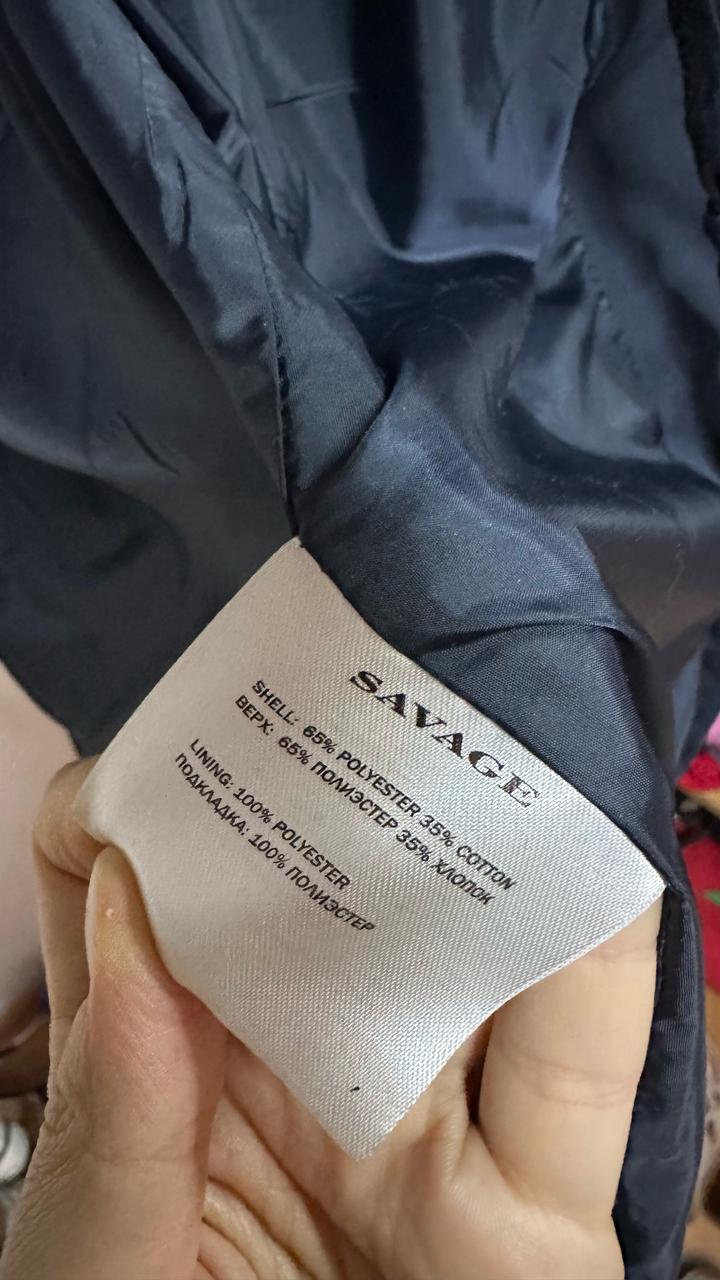 SAVAGE
SHELL: 65% POLYESTER 35% COTTON
ВЕРХ: 65% ПОЛИЭСТЕР 35% ХЛОПОК
LINING: 100% POLYESTER
ПОДКЛАДКА: 100% ПОЛИЭСТЕР